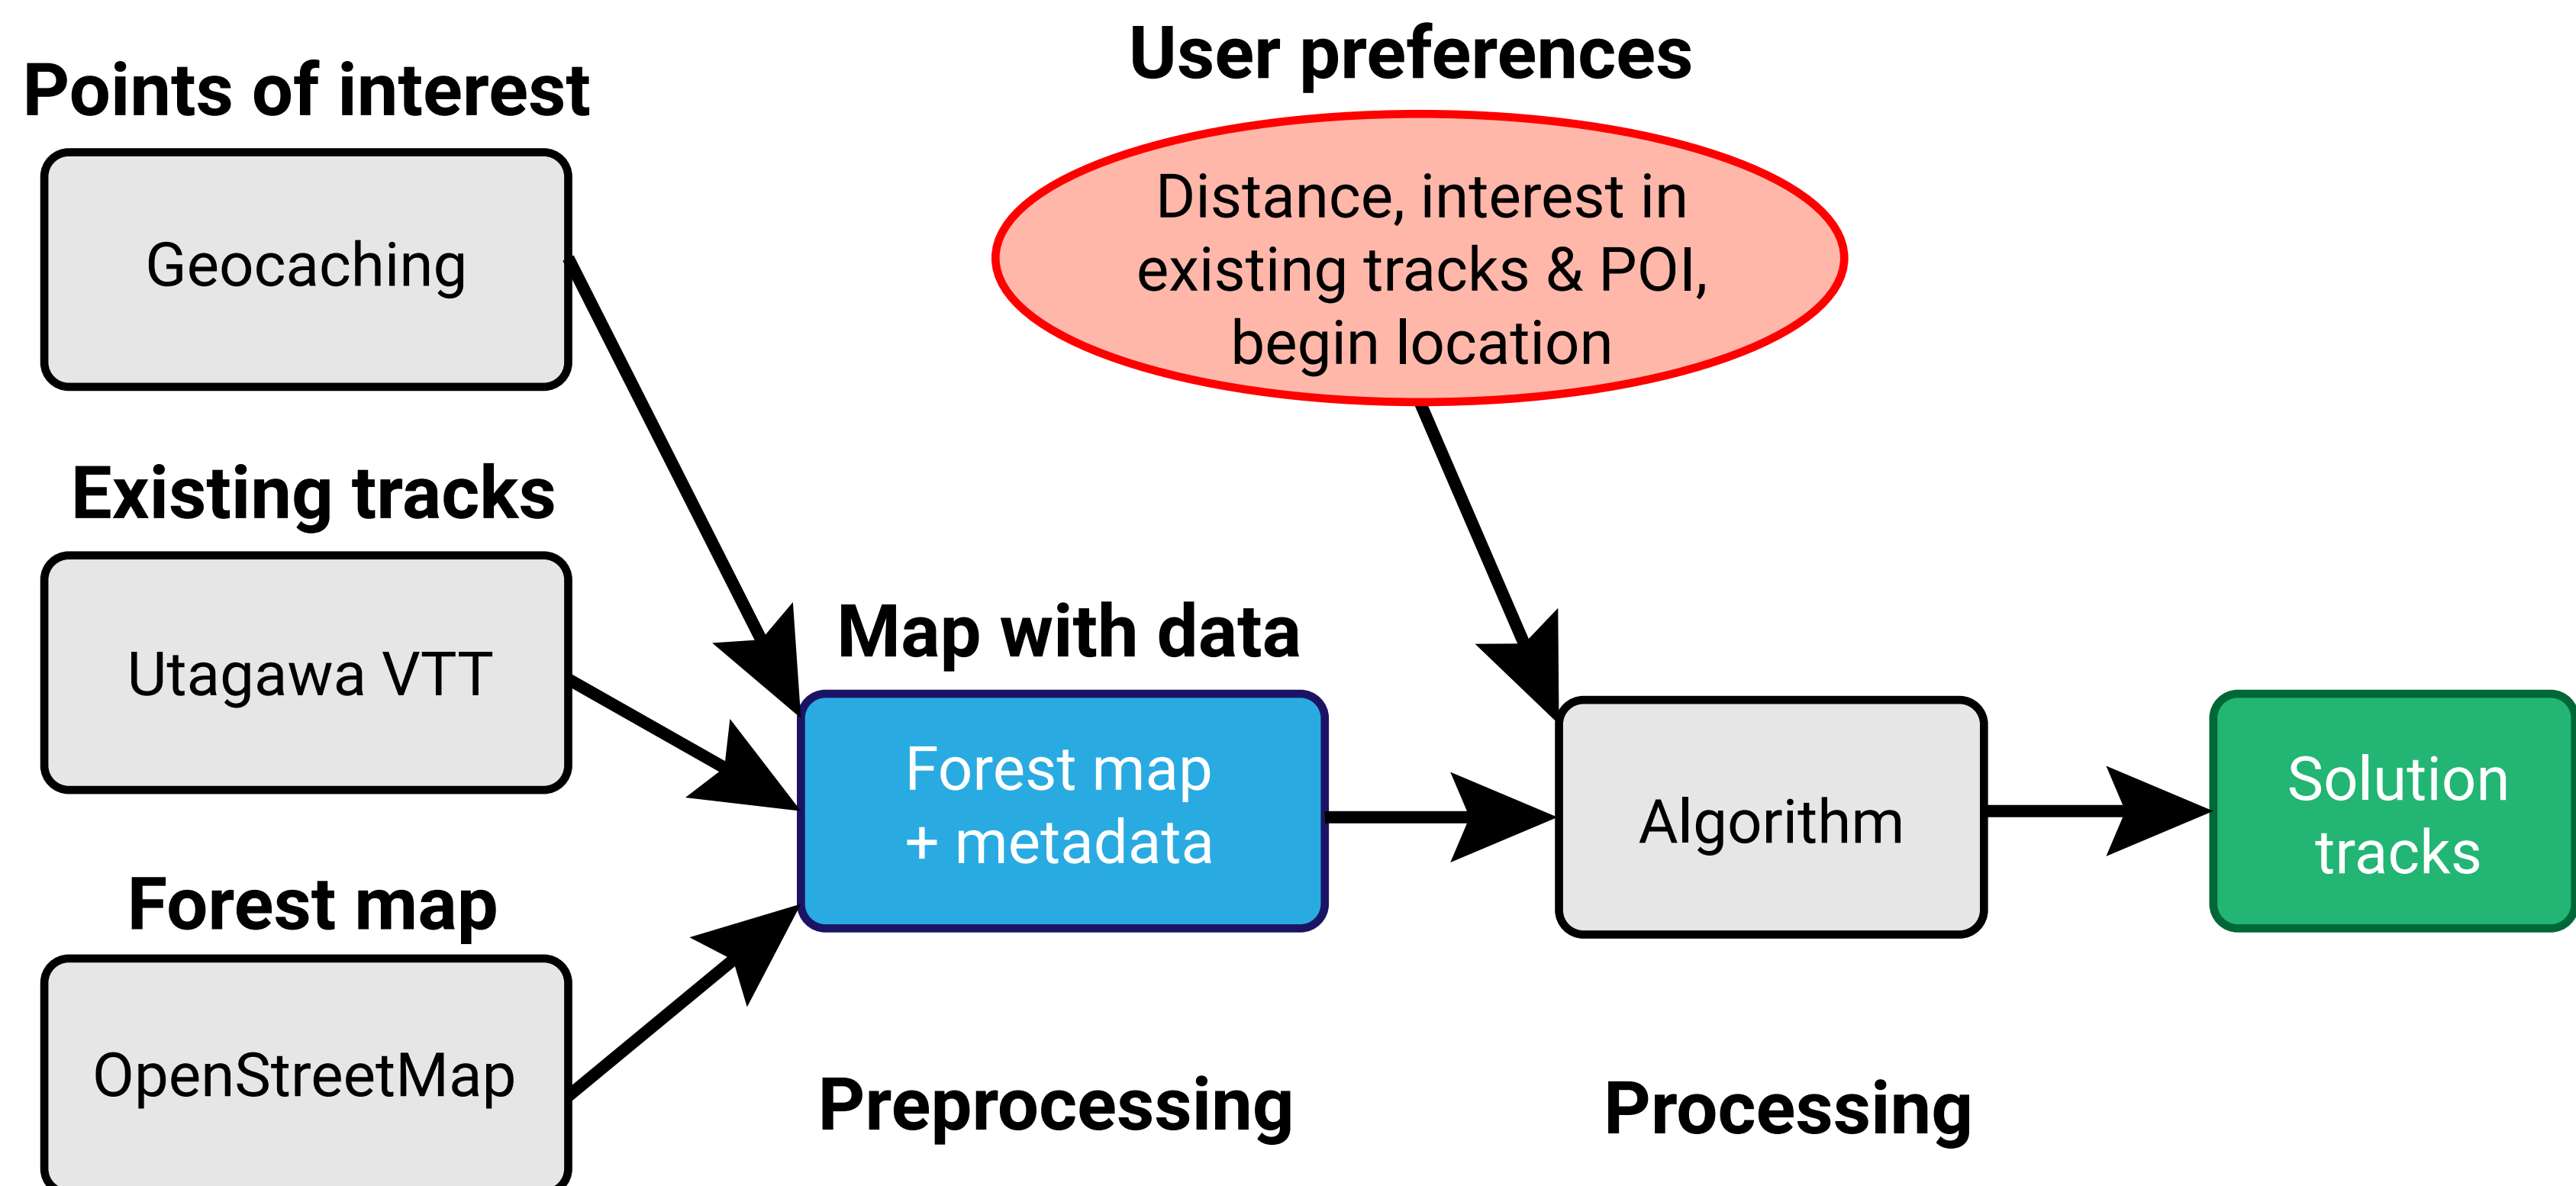 Points of interest
Geocaching
Existing tracks
Utagawa VTT
Forest map
OpenStreetMap
User preferences
Distance, interest in
existing tracks & POI,
begin location
Map with data
Forest map
+ metadata
Preprocessing
Algorithm
Processing
Solution
tracks